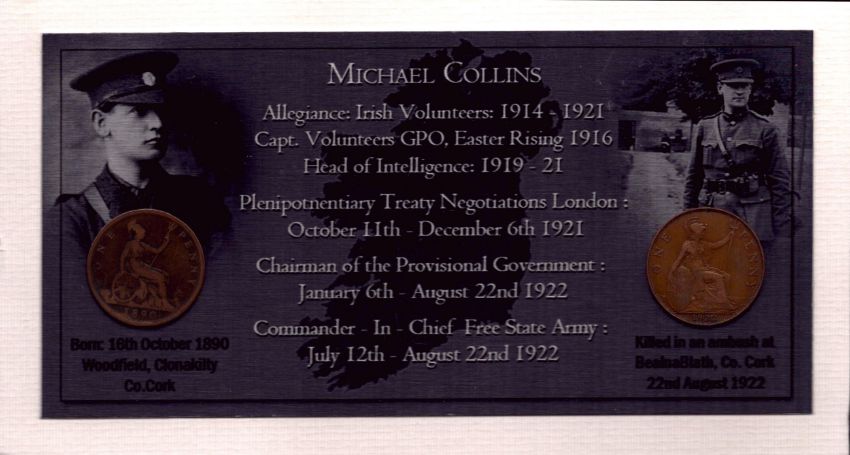 MICHAEL COLLINS
Allegiance: Irish Volunteers: 1914 - 1921
Capt. Volunteers GPO, Easter Rising 1916
Head of Intelligence: 1919 - 21
Plenipotnentiary Treaty Negotiations London :
October 11th - December 6th 1921
Chairman of the Provisional Government :
January 6th - August 22nd 1922
Commander - In - Chief Free State Army :
July 12th - August 22nd 1922
ONE PENNY
1890
Born: 16th October 1890
Woodfield, Clonakilty
Co.Cork
ONE PENNY
Killed in an ambush at
BealnaBlath, Co. Cork
22nd August 1922